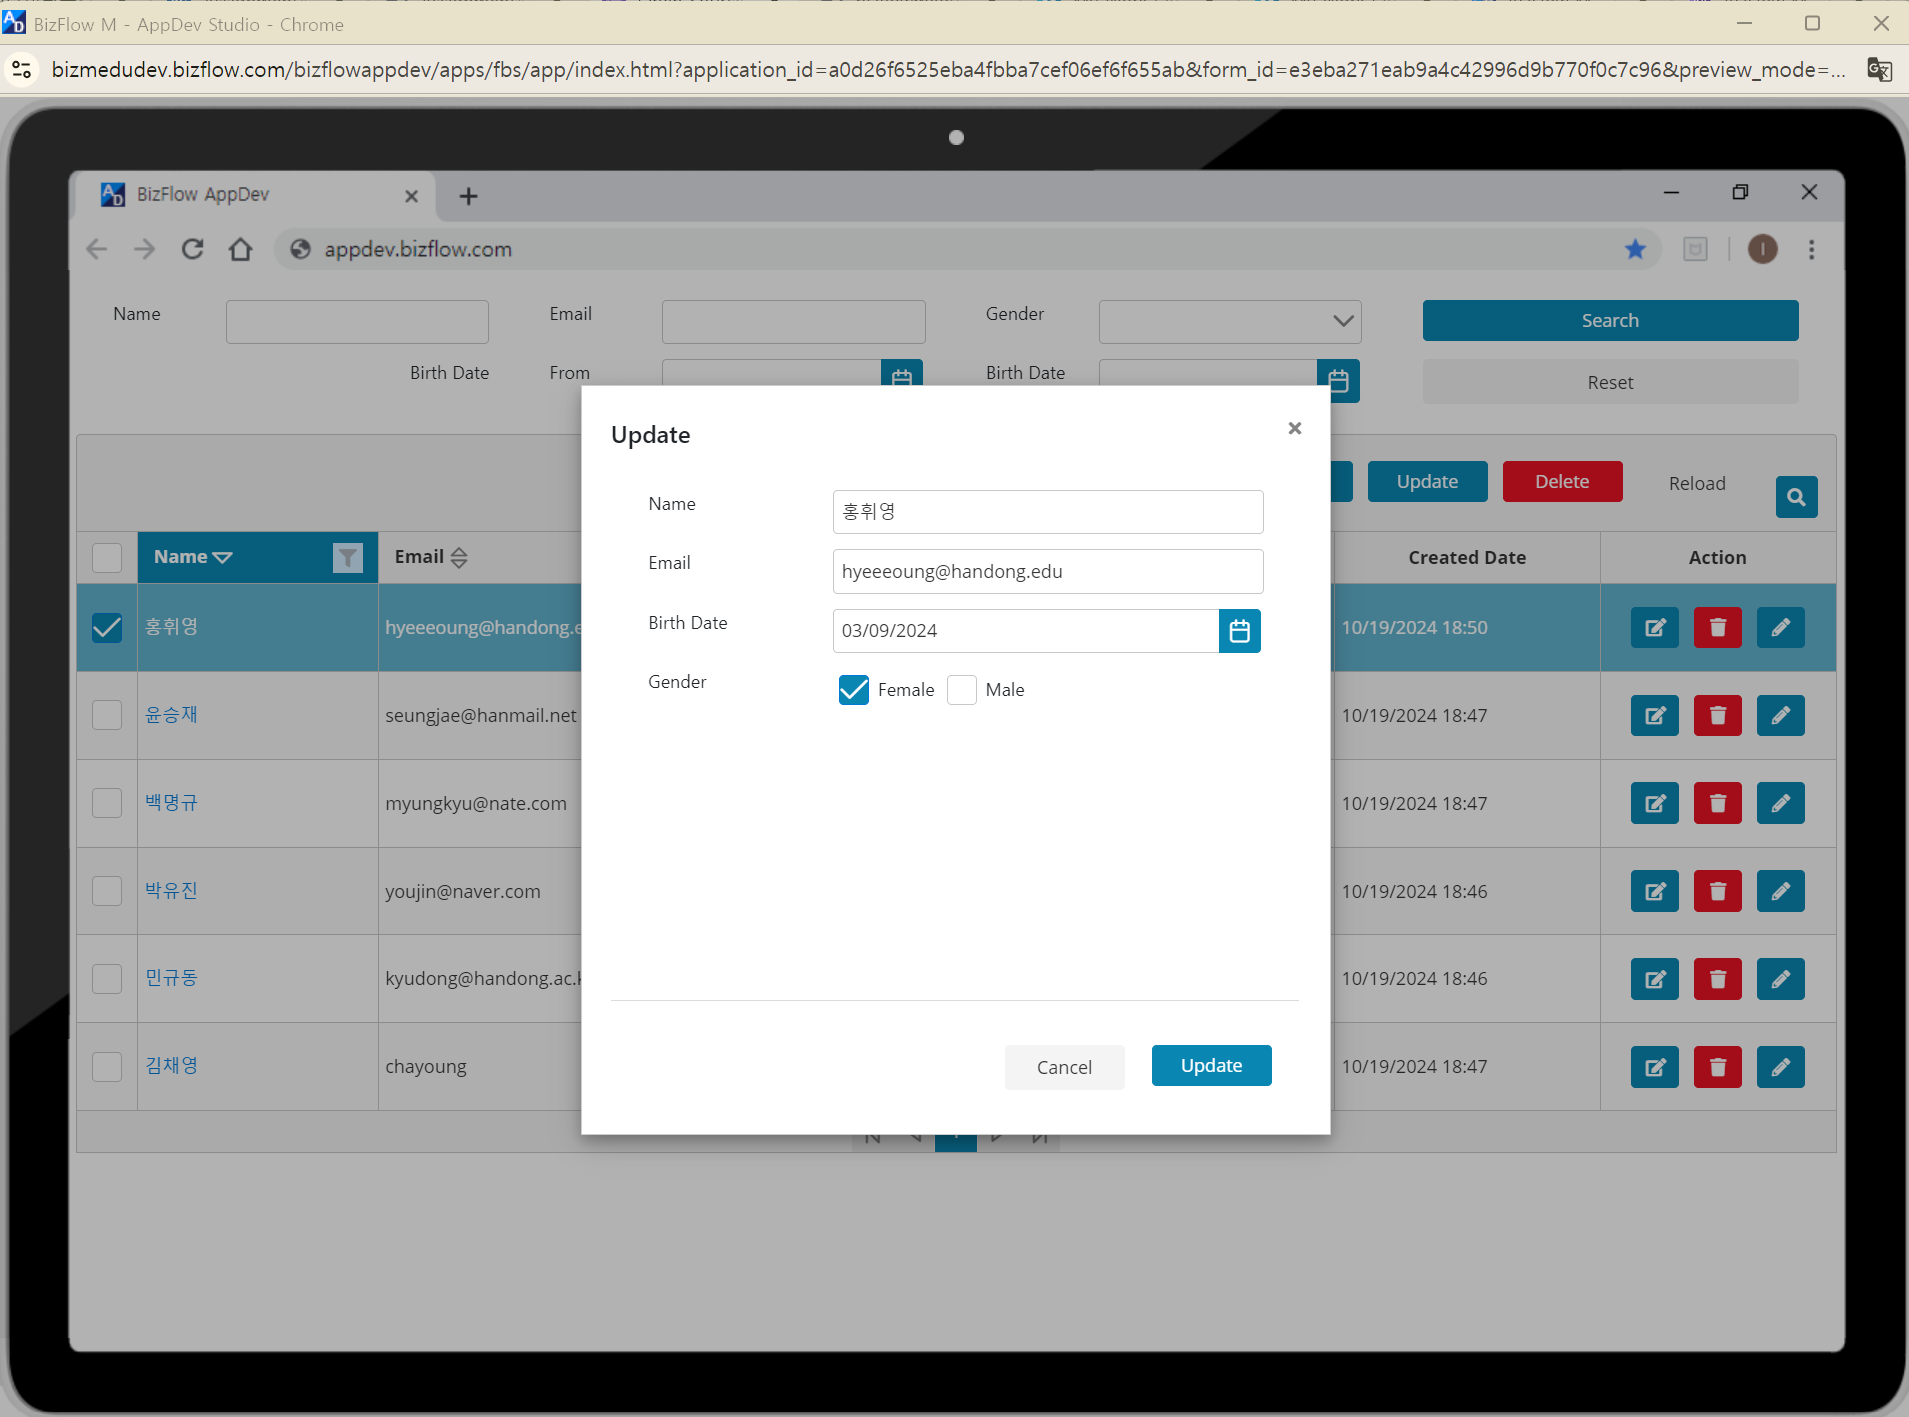 BizFlow M - AppDev Studio - Chrome
bizmedudev.bizflow.com/bizflowappdev/apps/fbs/app/index.html?application_id=a0d26f6525eba4fbba7cef06ef6f655ab&form_id=e3eba271eab9a4c42996d9b770f0c7c96&preview_mode=...
BizFlow AppDev
appdev.bizflow.com
I
Name
Email
Gender
Search
Birth Date
From
Birth Date
Reset
Update
Delete
Reload
Name
Email
Created Date
Action
홍휘영
hyeeeoung@handong.e
10/19/2024 18:50
윤승재
seungjae@hanmail.net
10/19/2024 18:47
백명규
myungkyu@nate.com
10/19/2024 18:47
박유진
youjin@naver.com
10/19/2024 18:46
민규동
kyudong@handong.ac.k
10/19/2024 18:46
김채영
chayoung
10/19/2024 18:47
Update
Name
홍휘영
Email
hyeeeoung@handong.edu
Birth Date
03/09/2024
Gender
Female
Male
Cancel
Update